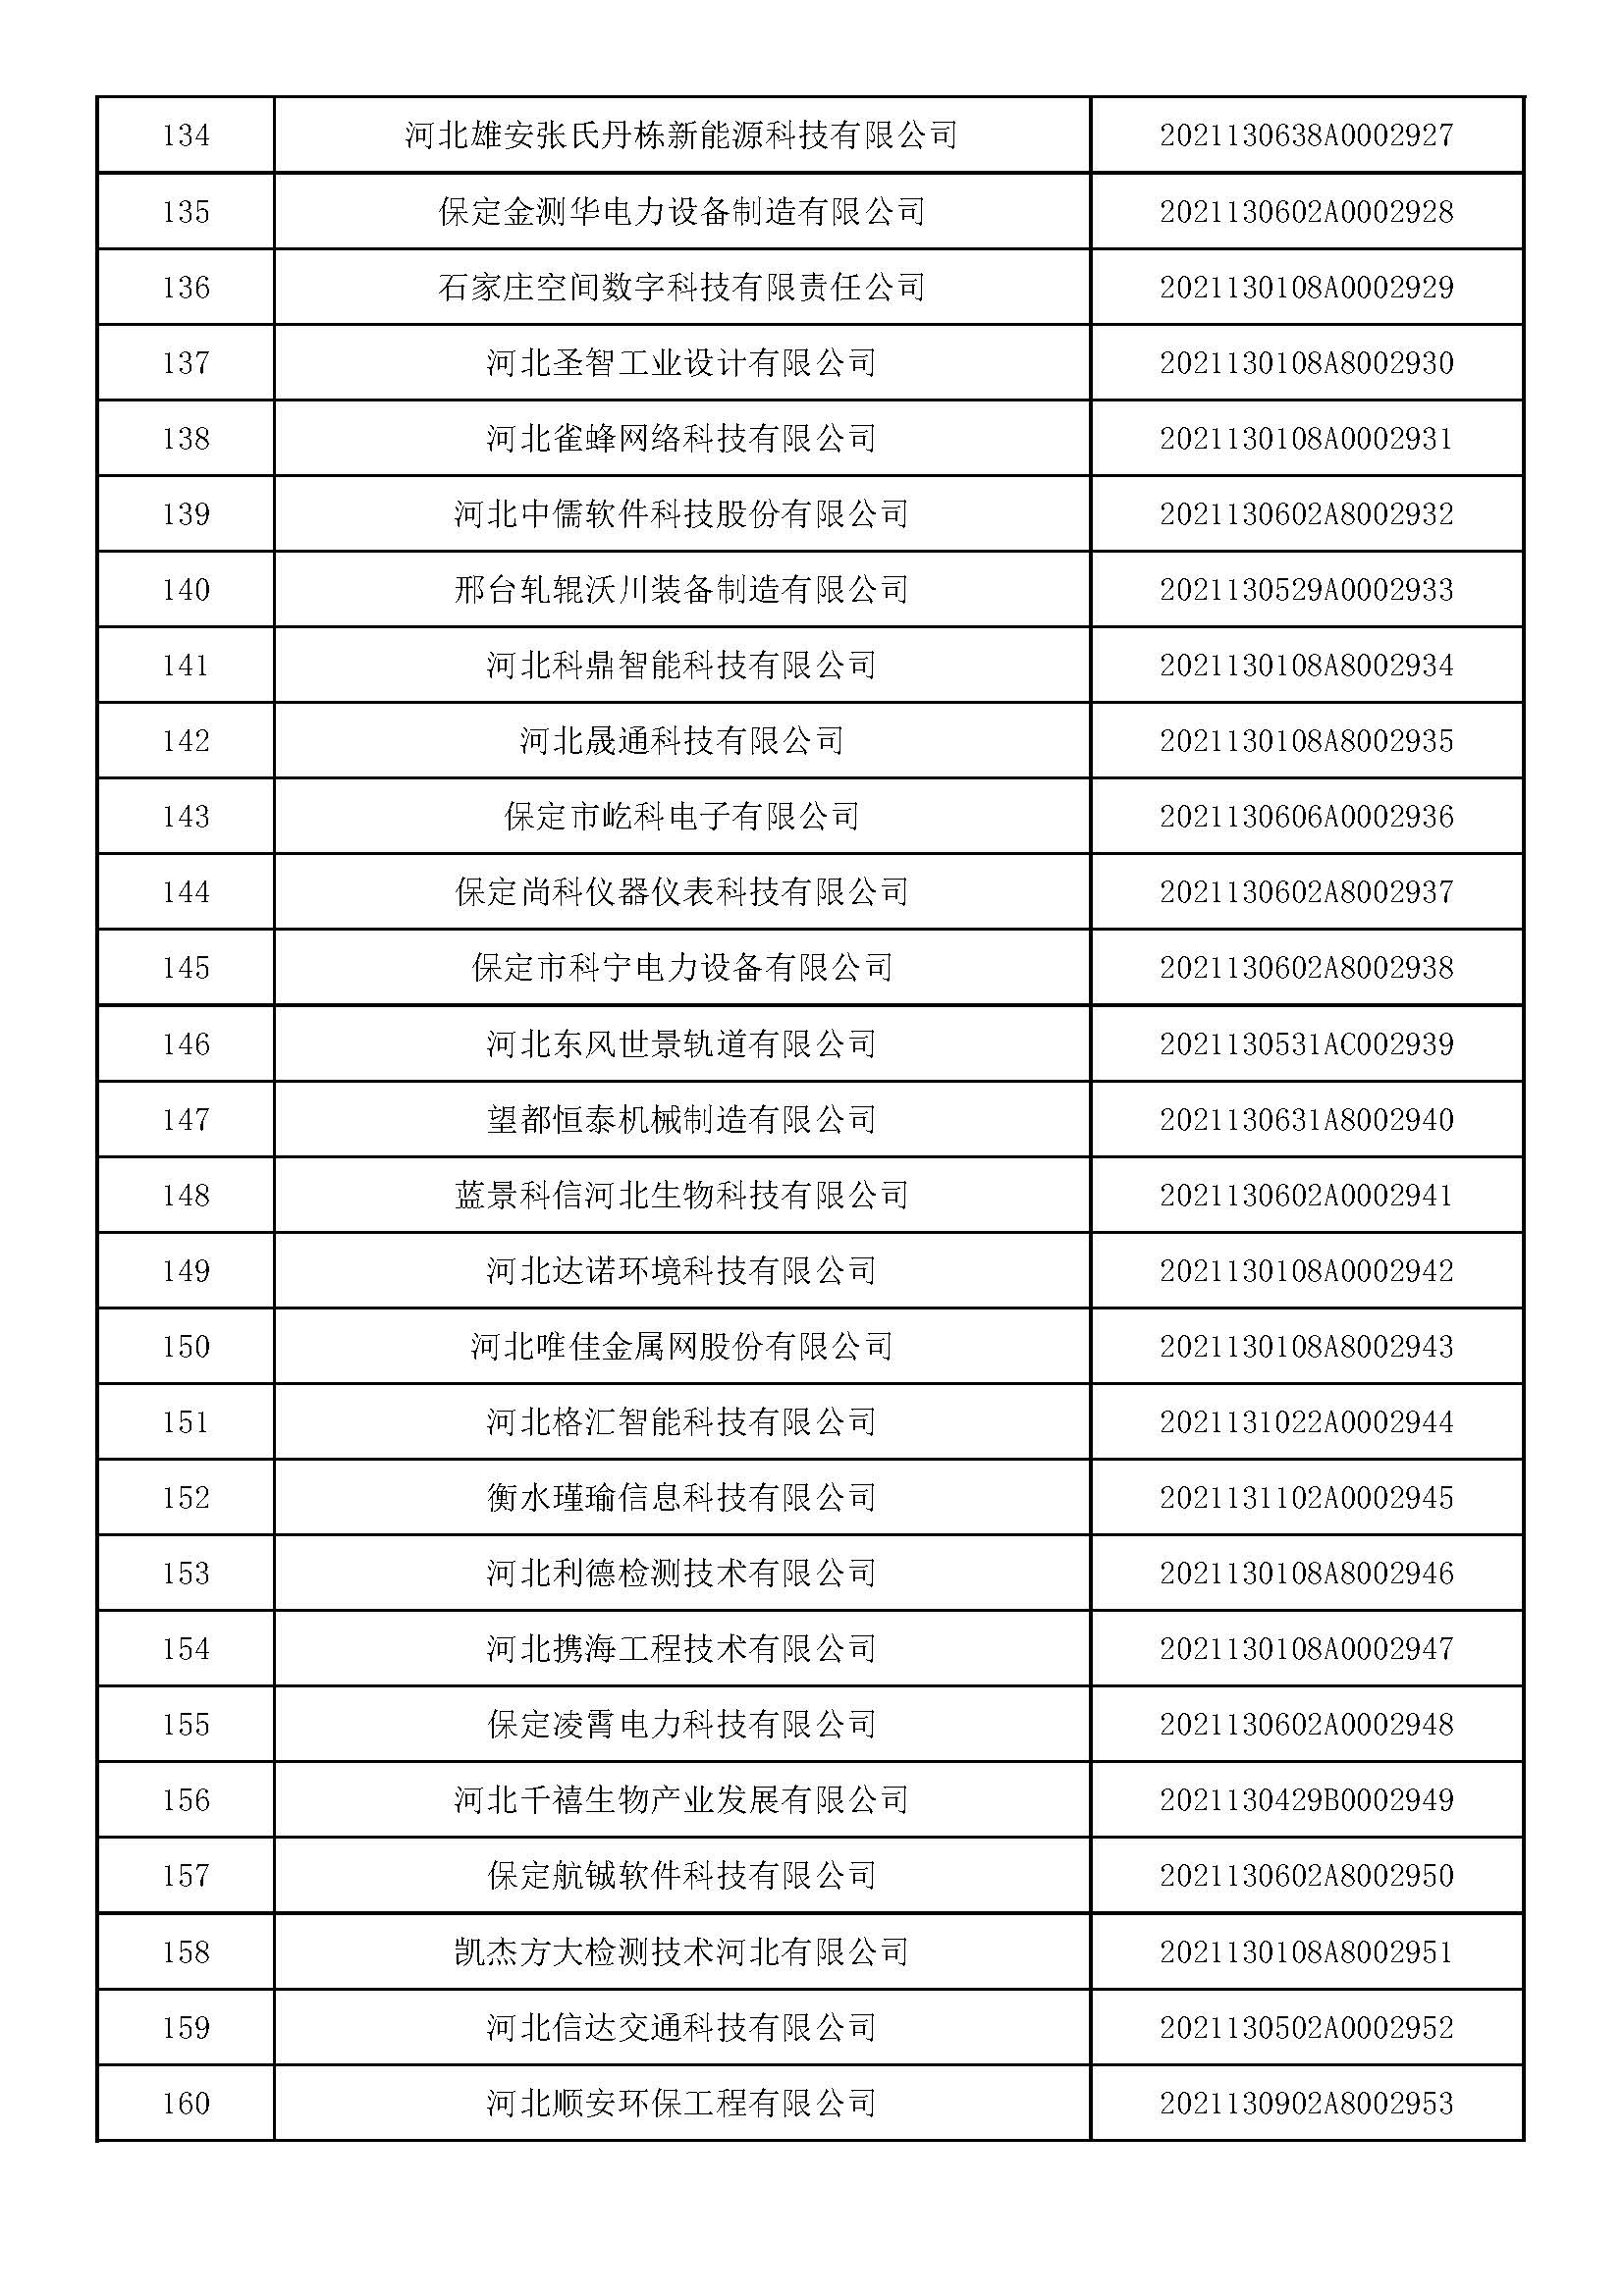 134 河北雄安张氏丹栋新能源科技有限公司 2021130638A0002927
135 保定金测华电力设备制造有限公司 2021130602A0002928
136 石家庄空间数字科技有限责任公司 2021130108A0002929
137 河北圣智工业设计有限公司 2021130108A8002930
138 河北雀蜂网络科技有限公司 2021130108A0002931
139 河北中儒软件科技股份有限公司 2021130602A8002932
140 邢台轧辊沃川装备制造有限公司 2021130529A0002933
141 河北科鼎智能科技有限公司 2021130108A8002934
142 河北晟通科技有限公司 2021130108A8002935
143 保定市屹科电子有限公司 2021130606A0002936
144 保定尚科仪器仪表科技有限公司 2021130602A8002937
145 保定市科宁电力设备有限公司 2021130602A8002938
146 河北东风世景轨道有限公司 2021130531AC002939
147 望都恒泰机械制造有限公司 2021130631A8002940
148 蓝景科信河北生物科技有限公司 2021130602A0002941
149 河北达诺环境科技有限公司 2021130108A0002942
150 河北唯佳金属网股份有限公司 2021130108A8002943
151 河北格汇智能科技有限公司 2021131022A0002944
152 衡水瑾瑜信息科技有限公司 2021131102A0002945
153 河北利德检测技术有限公司 2021130108A8002946
154 河北携海工程技术有限公司 2021130108A0002947
155 保定凌霄电力科技有限公司 2021130602A0002948
156 河北千禧生物产业发展有限公司 2021130429B0002949
157 保定航铖软件科技有限公司 2021130602A8002950
158 凯杰方大检测技术河北有限公司 2021130108A8002951
159 河北信达交通科技有限公司 2021130502A0002952
160 河北顺安环保工程有限公司 2021130902A8002953